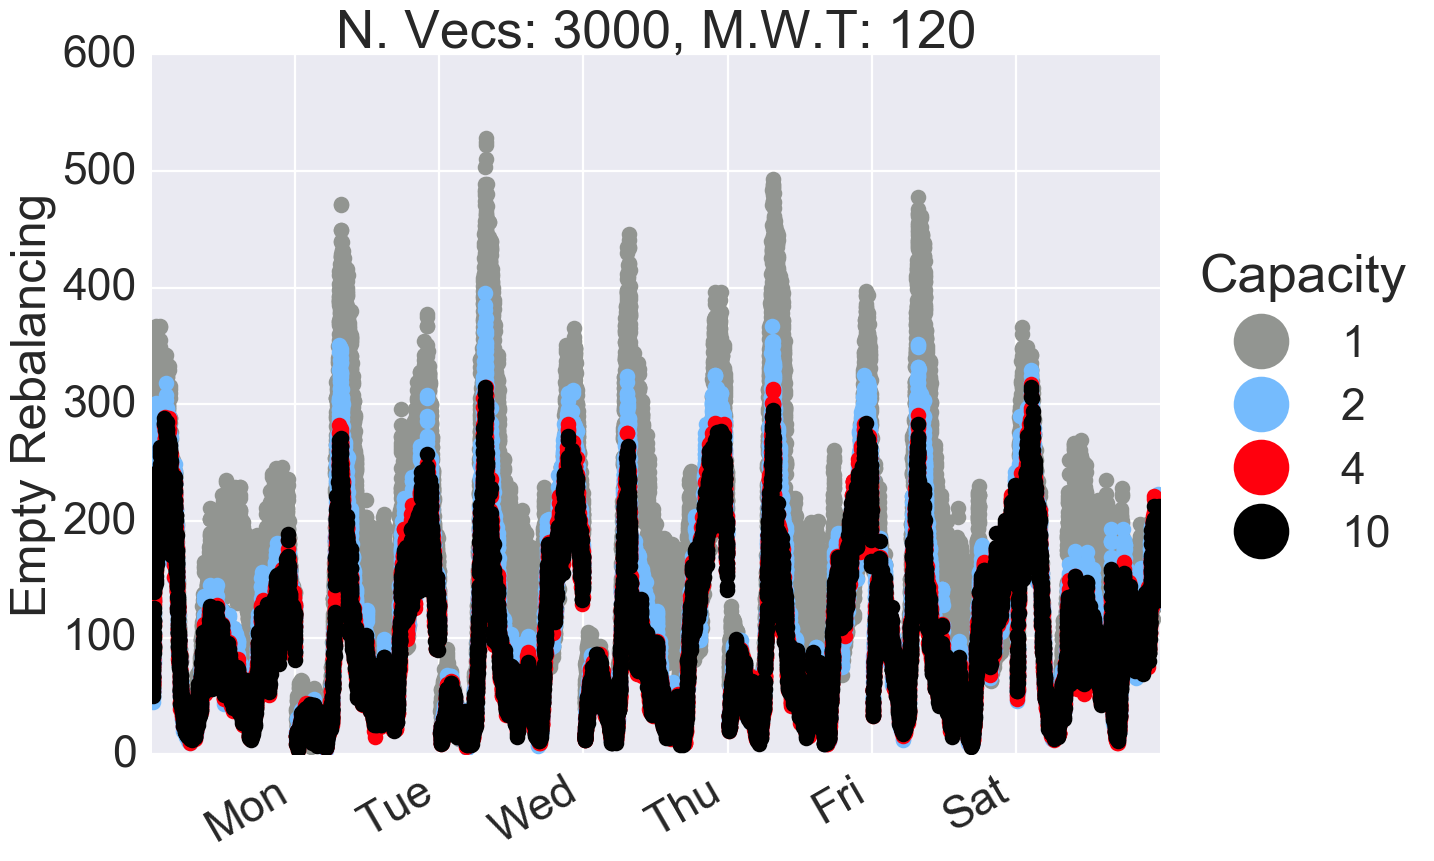 N. Vecs: 3000, M.W.T: 120
600
500
400
300
200
100
0
Empty Rebalancing
Mon
Tue
Wed
Thu
Fri
Sat
Capacity
1
2
4
10